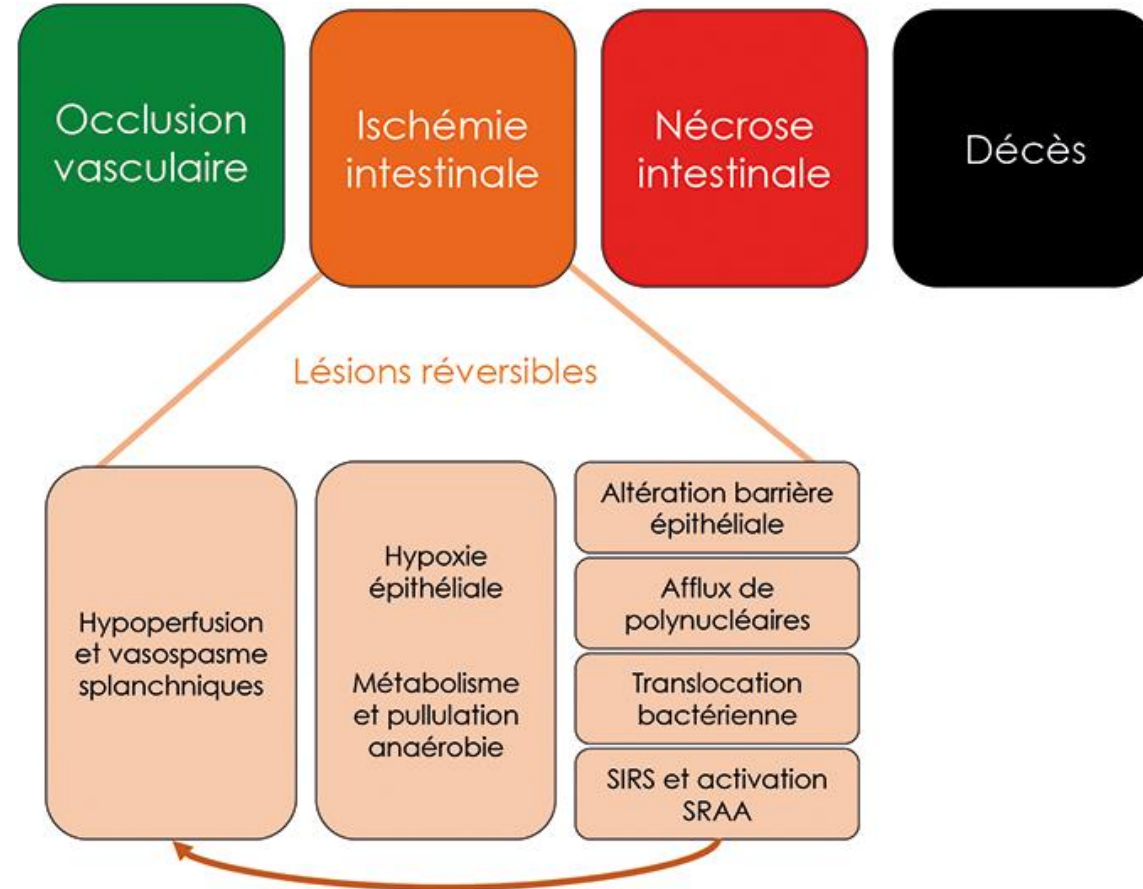 Occlusion
vasculaire
Ischémie
intestinale
Nécrose
intestinale
Décès
Lésions réversibles
Hypoperfusion
et vasospasme
splanchniques
Hypoxie
épithéliale
Métabolisme
et pullulation
anaérobie
Altération barrière
épithéliale
Afflux de
polynucléaires
Translocation
bactérienne
SIRS et activation
SRAA